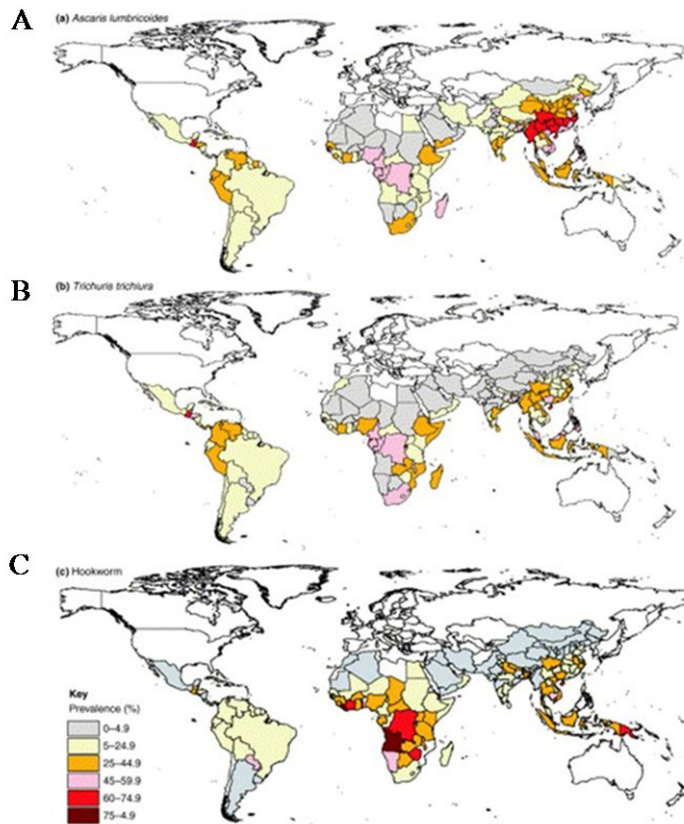 A
(a) Ascaris lumbricoides
B
(b) Trichuris trichiura
C
(c) Hookworm
Key
Prevalence (%)
0–4.9
5–24.9
25–44.9
45–59.9
60–74.9
75–4.9